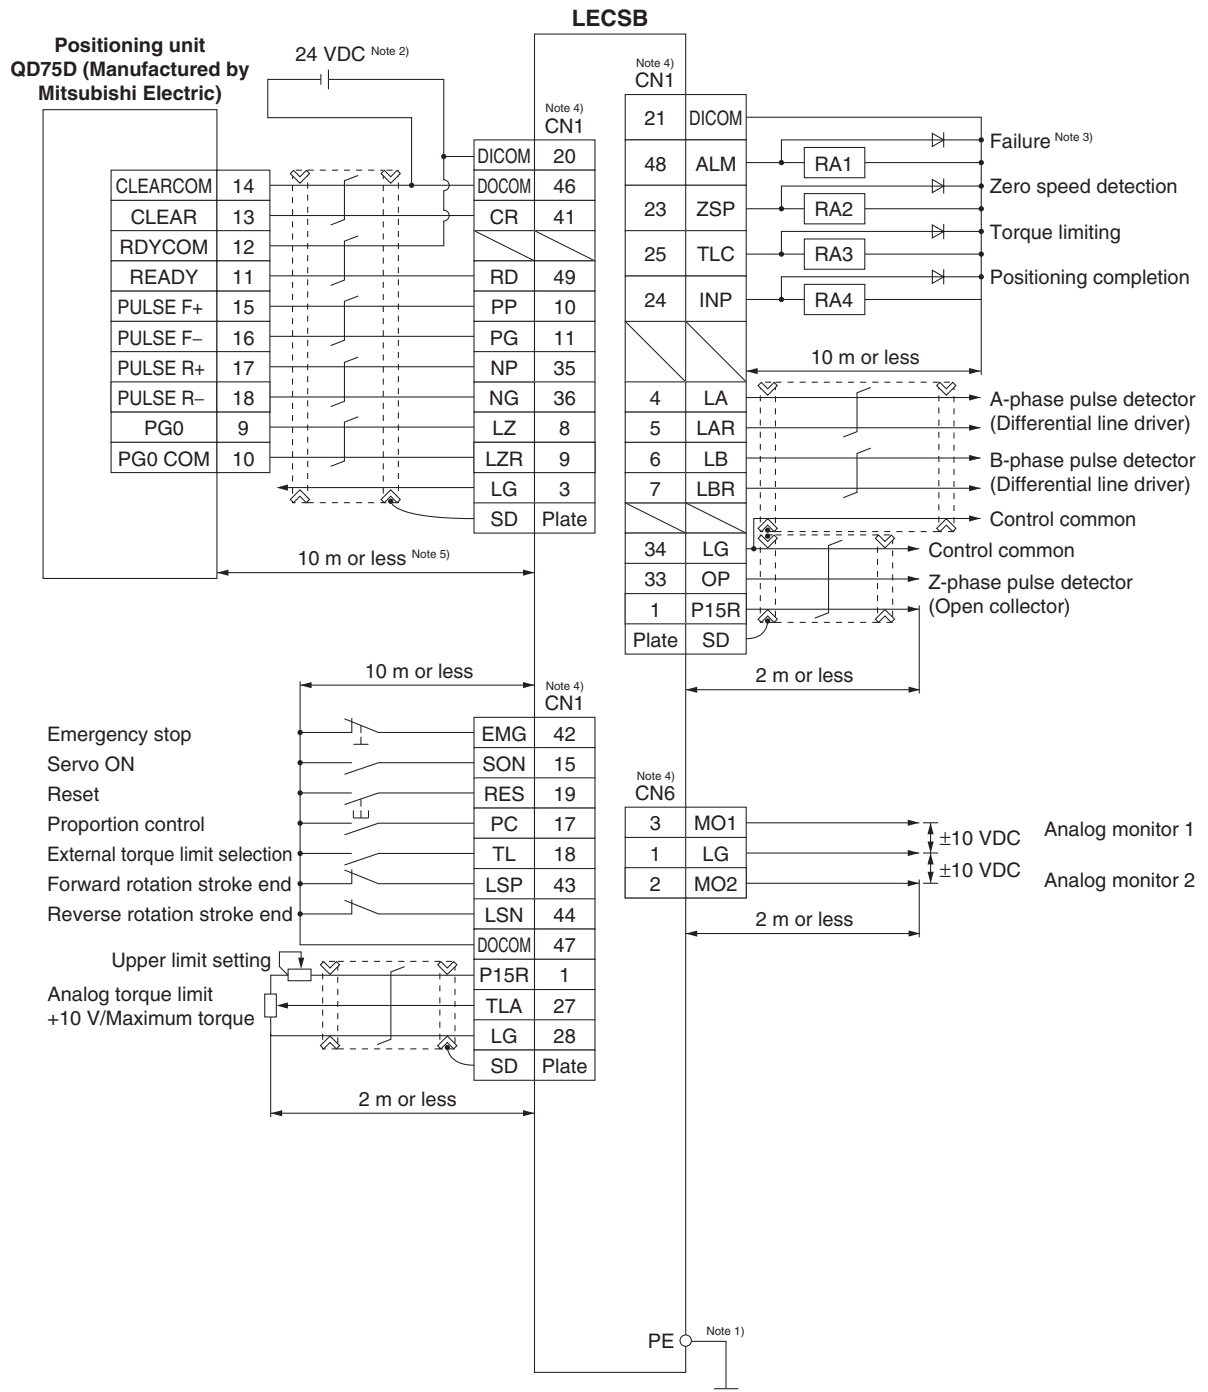 LECSB
Positioning unit
QD75D (Manufactured by
Mitsubishi Electric)
24 VDC Note 2)
Note 4)
CN1
DICOM 20
CLEARCOM 14 DOCOM 46
CLEAR 13 CR 41
RDYCOM 12
READY 11 RD 49
PULSE F+ 15 PP 10
PULSE F− 16 PG 11
PULSE R+ 17 NP 35
PULSE R− 18 NG 36
PG0 9 LZ 8
PG0 COM 10 LZR 9
LG 3
SD Plate
10 m or less Note 5)
Note 4)
CN1
21 DICOM
48 ALM RA1 Failure Note 3)
23 ZSP RA2 Zero speed detection
25 TLC RA3 Torque limiting
24 INP RA4 Positioning completion
10 m or less
4 LA A-phase pulse detector
5 LAR (Differential line driver)
6 LB B-phase pulse detector
7 LBR (Differential line driver)
Control common
34 LG Control common
33 OP Z-phase pulse detector
1 P15R (Open collector)
Plate SD
2 m or less
10 m or less
Note 4)
CN1
Emergency stop EMG 42
Servo ON SON 15
Reset RES 19
Proportion control PC 17
External torque limit selection TL 18
Forward rotation stroke end LSP 43
Reverse rotation stroke end LSN 44
DOCOM 47
Upper limit setting P15R 1
Analog torque limit TLA 27
+10 V/Maximum torque
LG 28
SD Plate
2 m or less
Note 4)
CN6
3 MO1 Analog monitor 1
±10 VDC
1 LG
±10 VDC
2 MO2 Analog monitor 2
2 m or less
PE Note 1)